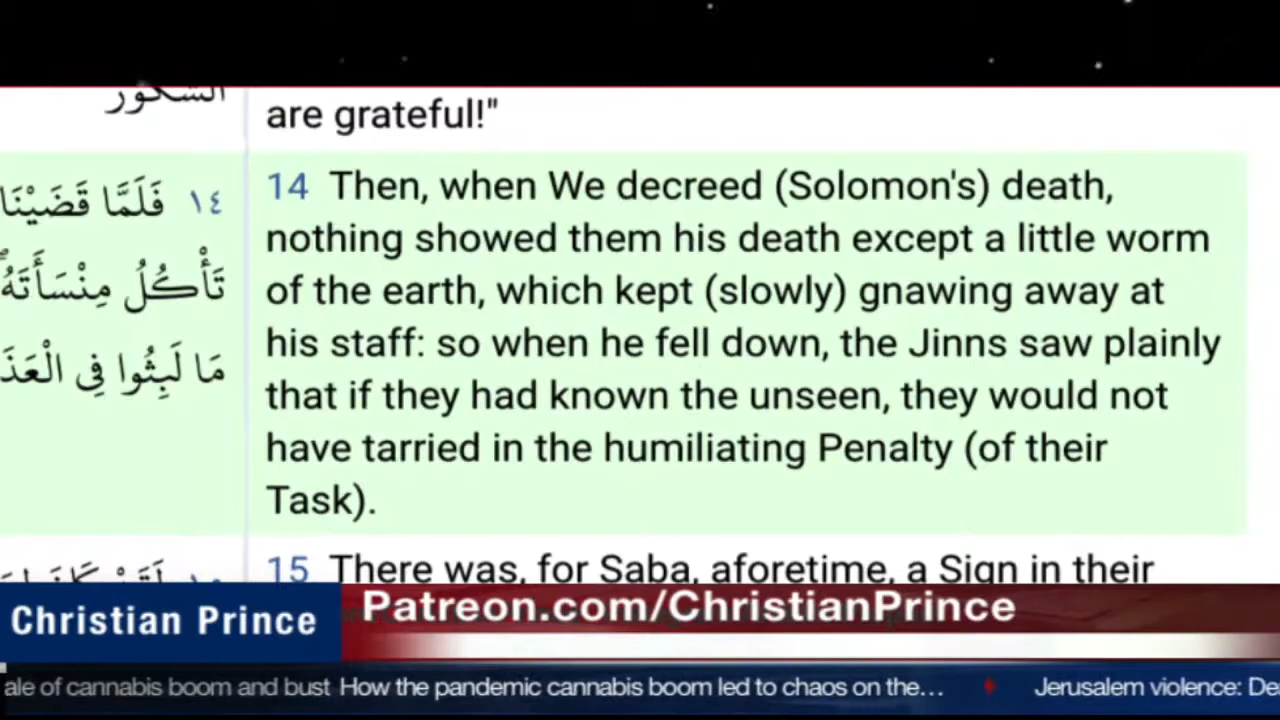 الشكور
are grateful!"
١٤ فَلَمَّا قَضَيْنَا
تَأْكُلُ مِنْسَأَتَهُ
مَا لَبِثُوا فِي الْعَذَ
14 Then, when We decreed (Solomon's) death,
nothing showed them his death except a little worm
of the earth, which kept (slowly) gnawing away at
his staff: so when he fell down, the Jinns saw plainly
that if they had known the unseen, they would not
have tarried in the humiliating Penalty (of their
Task).
15 There was, for Saba, aforetime, a Sign in their
Christian Prince
Patreon.com/ChristianPrince
ale of cannabis boom and bust How the pandemic cannabis boom led to chaos on the... Jerusalem violence: De